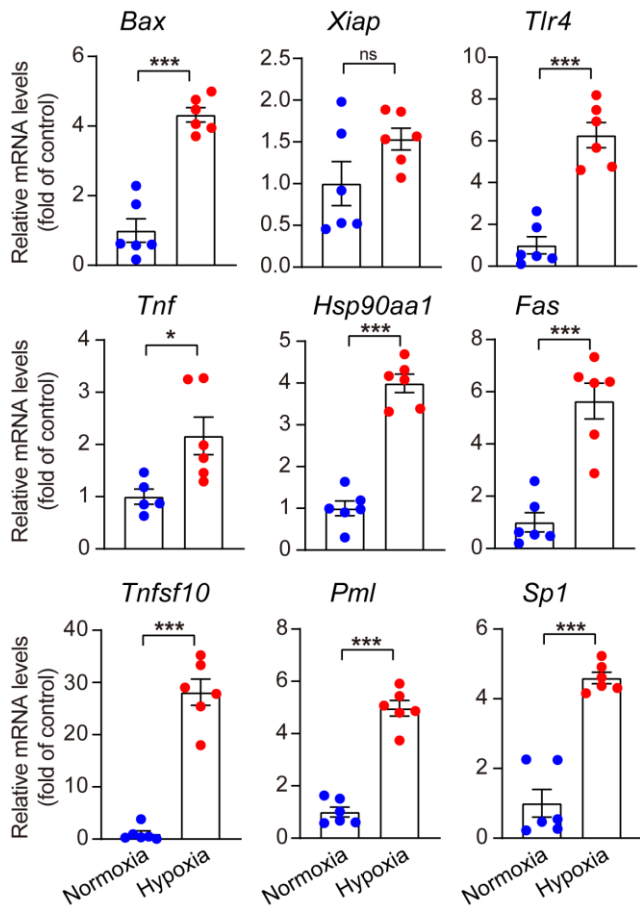 Bax
Xiap
Tlr4
Relative mRNA levels
(fold of control)
***
ns
***
6
4
2
0
2.5
2.0
1.5
1.0
0.5
0.0
10
8
6
4
2
0
Tnf
Hsp90aa1
Fas
Relative mRNA levels
(fold of control)
*
***
***
4
3
2
1
0
5
4
3
2
1
0
8
6
4
2
0
Tnfsf10
Pml
Sp1
Relative mRNA levels
(fold of control)
***
***
***
40
30
20
10
0
8
6
4
2
0
6
4
2
0
Normoxia
Hypoxia
Normoxia
Hypoxia
Normoxia
Hypoxia